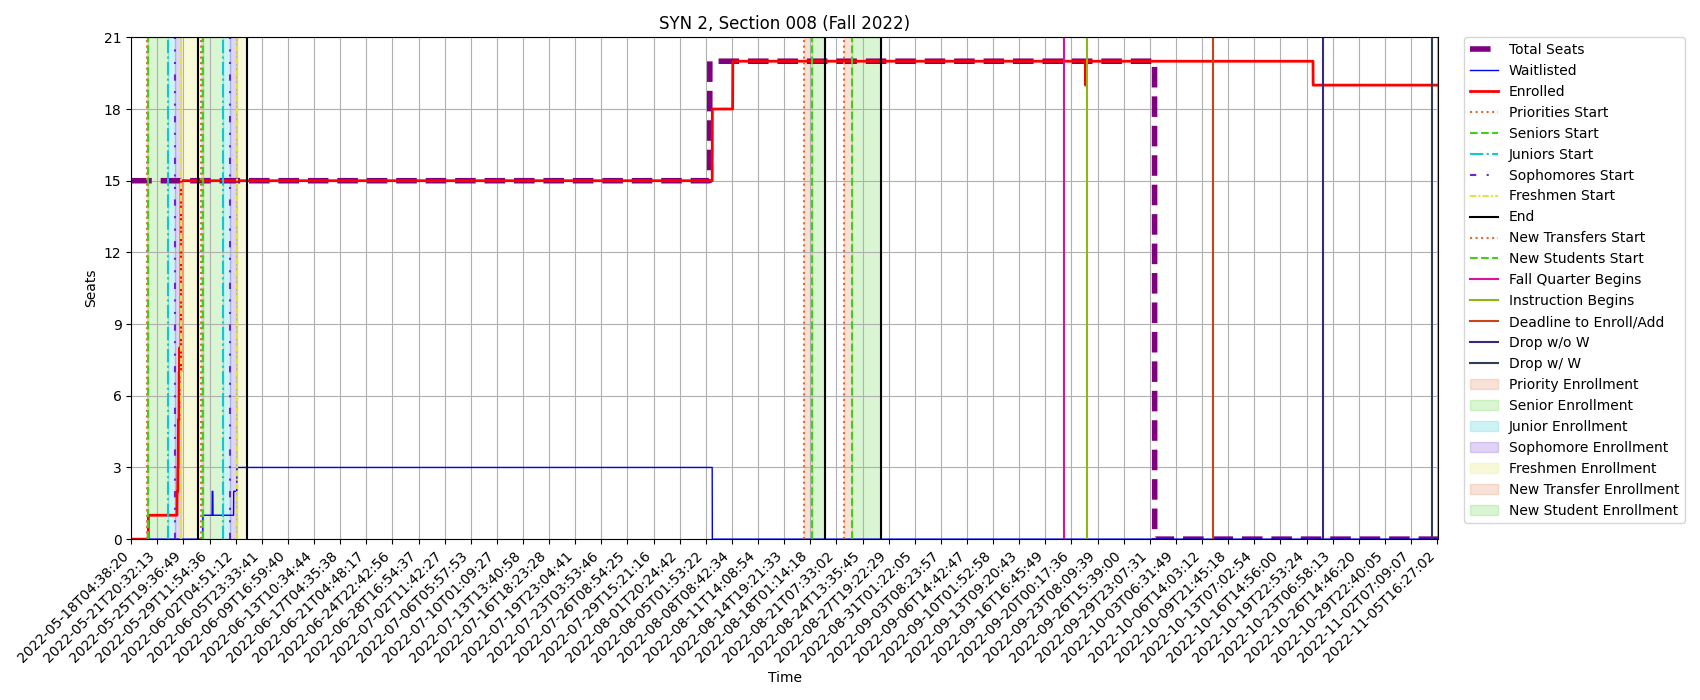 SYN 2, Section 008 (Fall 2022)
21
18
15
12
9
6
3
0
Seats
2022-05-18T04:38:20
2022-05-21T20:32:13
2022-05-25T19:36:49
2022-05-29T11:54:36
2022-06-02T04:51:12
2022-06-05T23:33:41
2022-06-09T16:59:40
2022-06-13T10:34:44
2022-06-17T04:35:38
2022-06-21T04:48:17
2022-06-24T22:42:56
2022-06-28T16:54:37
2022-07-02T11:42:27
2022-07-06T05:57:53
2022-07-10T01:09:27
2022-07-13T13:40:58
2022-07-16T18:23:28
2022-07-19T23:04:41
2022-07-23T03:53:46
2022-07-26T08:54:25
2022-07-29T15:21:16
2022-08-01T20:24:42
2022-08-05T01:53:22
2022-08-08T08:42:34
2022-08-11T14:08:54
2022-08-14T19:21:33
2022-08-18T01:14:18
2022-08-21T07:33:02
2022-08-24T13:35:45
2022-08-27T19:22:29
2022-08-31T01:22:05
2022-09-03T08:23:57
2022-09-06T14:42:47
2022-09-10T01:52:58
2022-09-13T09:20:43
2022-09-16T16:45:49
2022-09-20T00:17:36
2022-09-23T08:09:39
2022-09-26T15:39:00
2022-09-29T23:07:31
2022-10-03T06:31:49
2022-10-06T14:03:12
2022-10-09T21:45:18
2022-10-13T07:02:54
2022-10-16T14:56:00
2022-10-19T22:53:24
2022-10-23T06:58:13
2022-10-26T14:46:20
2022-10-29T22:40:05
2022-11-02T07:09:07
2022-11-05T16:27:02
Time
Total Seats
Waitlisted
Enrolled
Priorities Start
Seniors Start
Juniors Start
Sophomores Start
Freshmen Start
End
New Transfers Start
New Students Start
Fall Quarter Begins
Instruction Begins
Deadline to Enroll/Add
Drop w/o W
Drop w/ W
Priority Enrollment
Senior Enrollment
Junior Enrollment
Sophomore Enrollment
Freshmen Enrollment
New Transfer Enrollment
New Student Enrollment